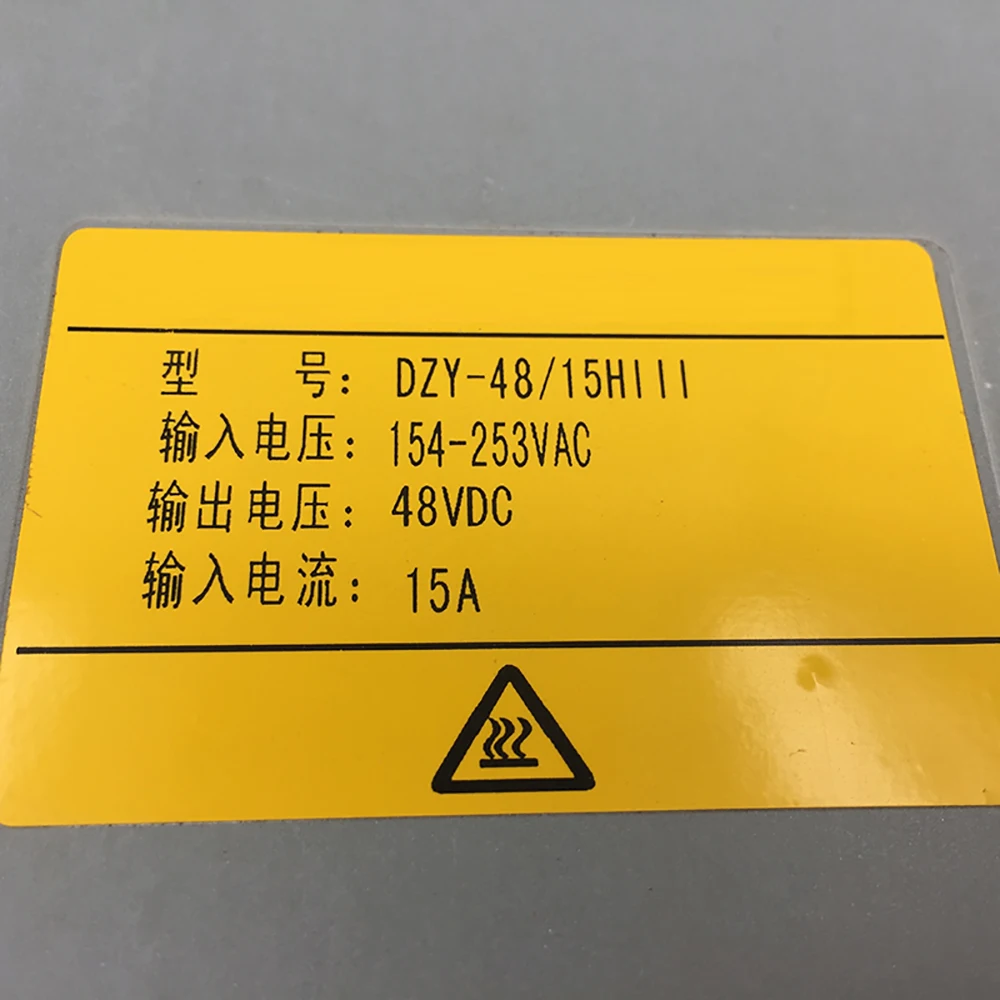 型　　号：DZY-48/15HIII
输入电压：154-253VAC
输出电压：48VDC
输入电流：15A